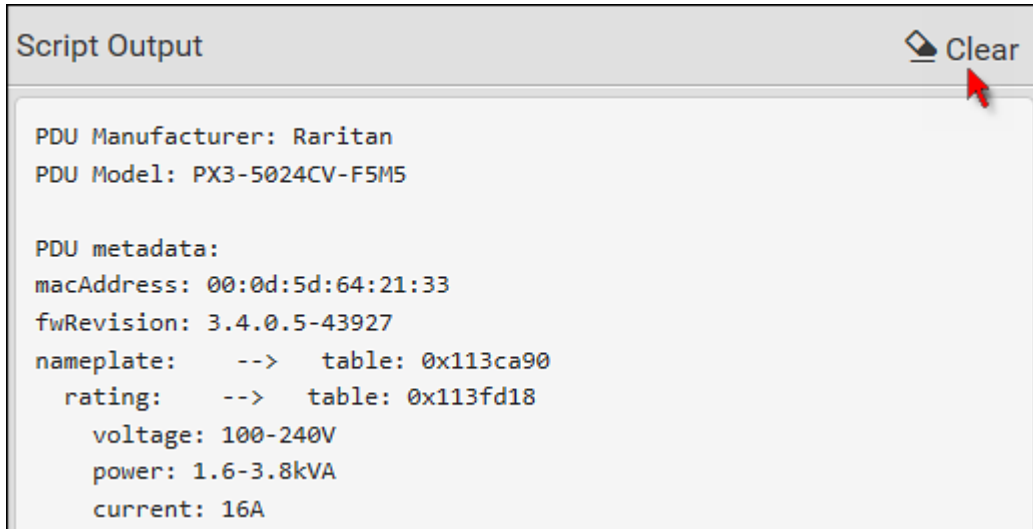 Script Output
Clear
PDU Manufacturer: Raritan
PDU Model: PX3-5024CV-F5M5
PDU metadata:
macAddress: 00:0d:5d:64:21:33
fwRevision: 3.4.0.5-43927
nameplate:    -->   table: 0x113ca90
  rating:    -->   table: 0x113fd18
    voltage: 100-240V
    power: 1.6-3.8kVA
    current: 16A